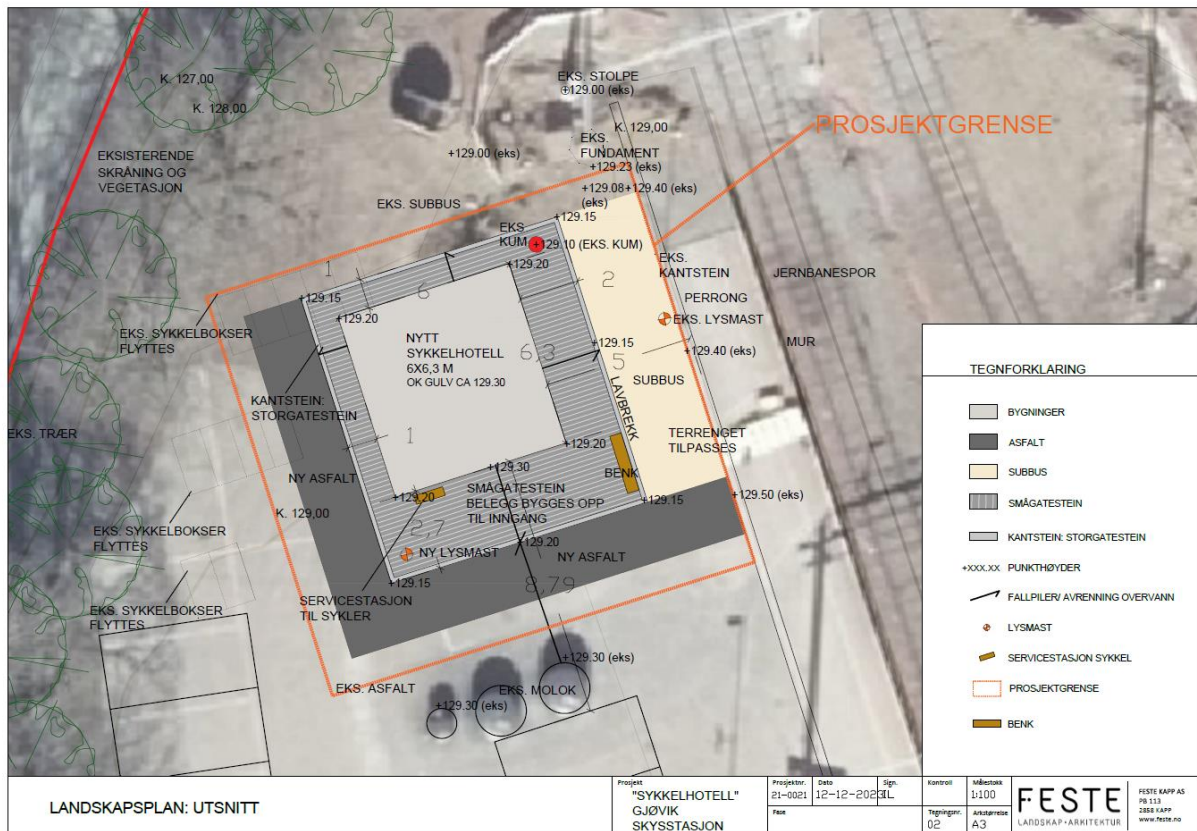 K. 127,00
K. 128,00
EKSISTERENDE
SKRÅNING OG
VEGETASJON
EKS. STOLPE
+129.00 (eks)
K. 129,00
EKS.
FUNDAMENT
+129.00 (eks)
+129.23 (eks)
PROSJEKTGRENSE
+129.08
(eks)
+129.40 (eks)
EKS. SUBBUS
+129.15
EKS.
KUM
+129.10 (EKS. KUM)
+129.20
EKS.
KANTSTEIN
JERNBANESPOR
PERRONG
1
6
2
+129.15
+129.20
EKS. SYKKELBOKSER
FLYTTES
NYTT
SYKKELHOTELL
6X6,3 M
OK GULV CA 129.30
EKS. LYSMAST
MUR
+129.15
6,3
5
+129.40 (eks)
SUBBUS
LAVBREKK
KANTSTEIN:
STORGATESTEIN
EKS. TRÆR
1
+129.20
TERRENGET
TILPASSES
BENK
+129.30
NY ASFALT
SMÅGATESTEIN
BELEGG BYGGES OPP
TIL INNGANG
+129.20
+129.15
+129.50 (eks)
K. 129,00
EKS. SYKKELBOKSER
FLYTTES
2,7
NY LYSMAST
+129.20
NY ASFALT
+129.15
8,79
SERVICESTASJON
TIL SYKLER
EKS. SYKKELBOKSER
FLYTTES
+129.30 (eks)
EKS. ASFALT
EKS. MOLOK
+129.30 (eks)
TEGNFORKLARING
BYGNINGER
ASFALT
SUBBUS
SMÅGATESTEIN
KANTSTEIN: STORGATESTEIN
+XXX.XX PUNKTHØYDER
FALLPILER/ AVRENNING OVERVANN
LYSMAST
SERVICESTASJON SYKKEL
PROSJEKTGRENSE
BENK
LANDSKAPSPLAN: UTSNITT
Prosjekt
"SYKKELHOTELL"
GJØVIK
SKYSSTASJON
Prosjektnr.
21-0021
Dato
12-12-2023
Sign.
IL
Fase
Kontroll
Målestokk
1:100
Tegningsnr.
02
Arkstørrelse
A3
FESTE
LANDSKAP•ARKITEKTUR
FESTE KAPP AS
PB 113
2858 KAPP
www.feste.no